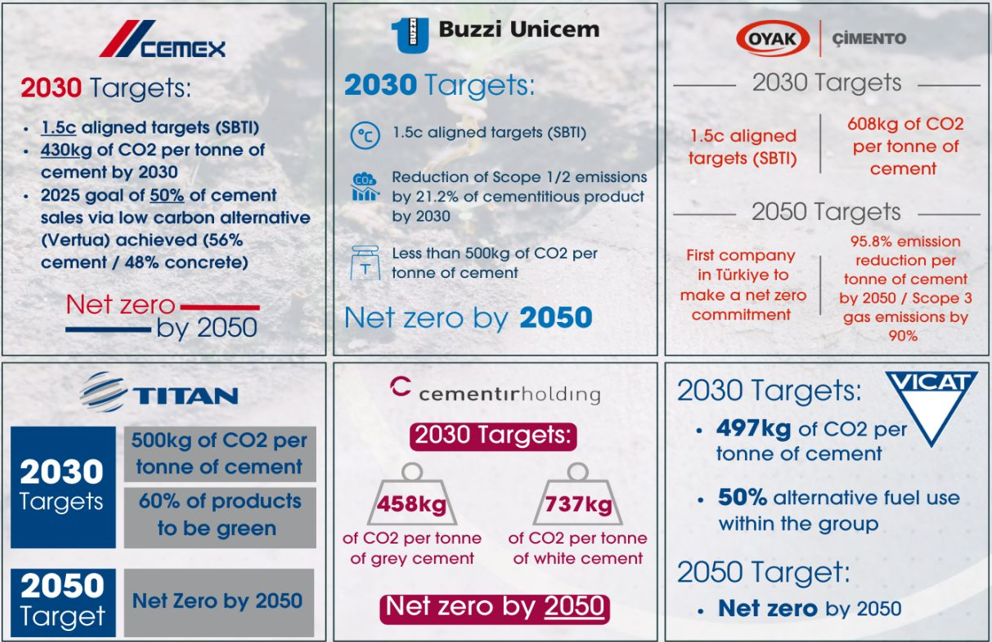 CEMEX
2030 Targets:
• 1.5c aligned targets (SBTI)
• 430kg of CO2 per tonne of
cement by 2030
• 2025 goal of 50% of cement
sales via low carbon alternative
(Vertua) achieved (56%
cement / 48% concrete)
Net zero
by 2050
BUZZI
Buzzi Unicem
2030 Targets:
°C
1.5c aligned targets (SBTI)
CO2
Reduction of Scope 1/2 emissions
by 21.2% of cementitious product
by 2030
T
Less than 500kg of CO2 per
tonne of cement
Net zero by 2050
OYAK ÇİMENTO
2030 Targets
1.5c aligned
targets (SBTI)
608kg of CO2
per tonne of
cement
2050 Targets
First company
in Türkiye to
make a net zero
commitment
95.8% emission
reduction per
tonne of cement
by 2050 / Scope 3
gas emissions by
90%
TITAN
2030
Targets
500kg of CO2 per
tonne of cement
60% of products
to be green
2050
Target
Net Zero by 2050
cementırholding
2030 Targets:
458kg
of CO2 per tonne
of grey cement
737kg
of CO2 per tonne
of white cement
Net zero by 2050
VICAT
2030 Targets:
• 497kg of CO2 per
tonne of cement
• 50% alternative fuel use
within the group
2050 Target:
• Net zero by 2050